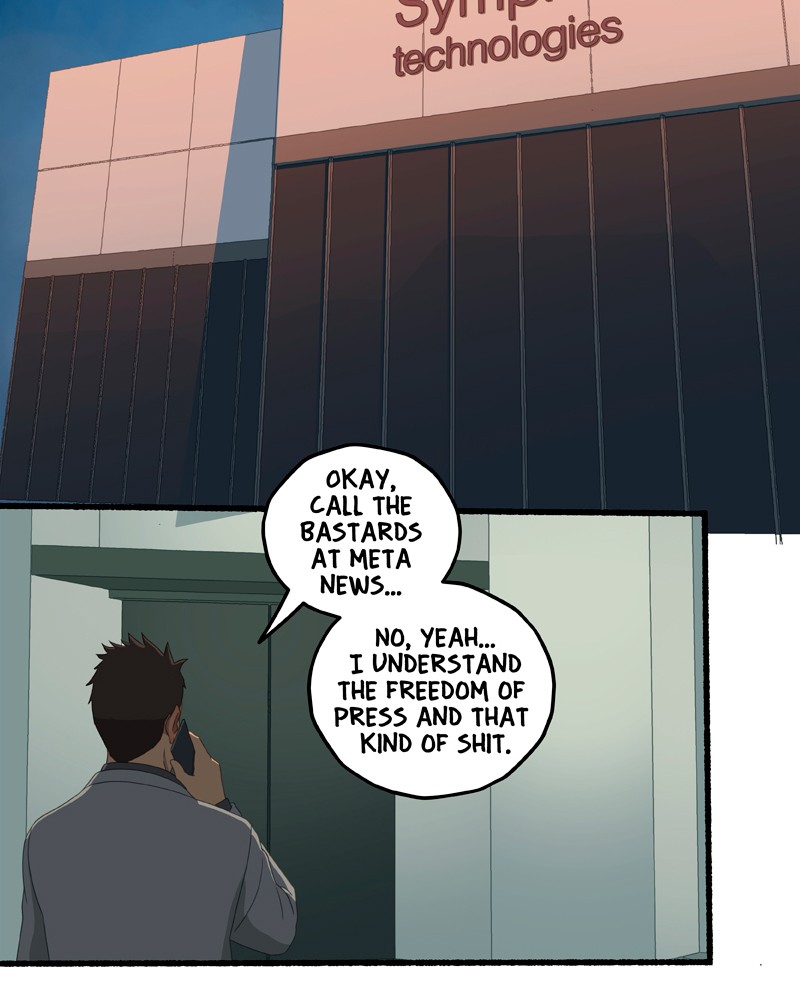 technologies
OKAY,
CALL THE
BASTARDS
AT META
NEWS...
NO, YEAH...
I UNDERSTAND
THE FREEDOM OF
PRESS AND THAT
KIND OF SHIT.